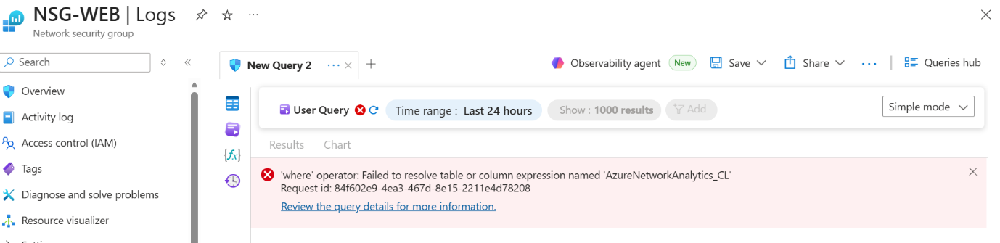 NSG-WEB | Logs
Network security group
Search
Overview
Activity log
Access control (IAM)
Tags
Diagnose and solve problems
Resource visualizer
New Query 2
Observability agent New Save Share Queries hub
User Query Time range : Last 24 hours Show : 1000 results Add Simple mode
Results Chart
'where' operator: Failed to resolve table or column expression named 'AzureNetworkAnalytics_CL'
Request id: 84f602e9-4ea3-467d-8e15-2211e4d78208
Review the query details for more information.